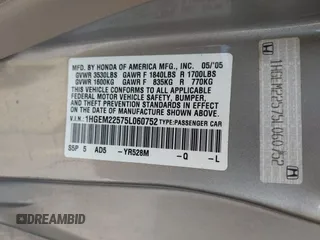 MFD. BY HONDA OF AMERICA MFG., INC. 05/'05
GVWR 3530LBS GAWR F 1840LBS R 1700LBS
GVWR 1600KG GAWR F 835KG R 770KG
THIS VEHICLE CONFORMS TO ALL APPLICABLE FEDERAL MOTOR VEHICLE SAFETY, BUMPER, AND THEFT PREVENTION STANDARDS IN EFFECT ON THE DATE OF MANUFACTURE SHOWN ABOVE.
V.I.N: 1HGEM22575L060752 TYPE:PASSENGER CAR
S5P 5 AD5 -YR528M -Q -L
1HGEM22575L060752
DREAMBID